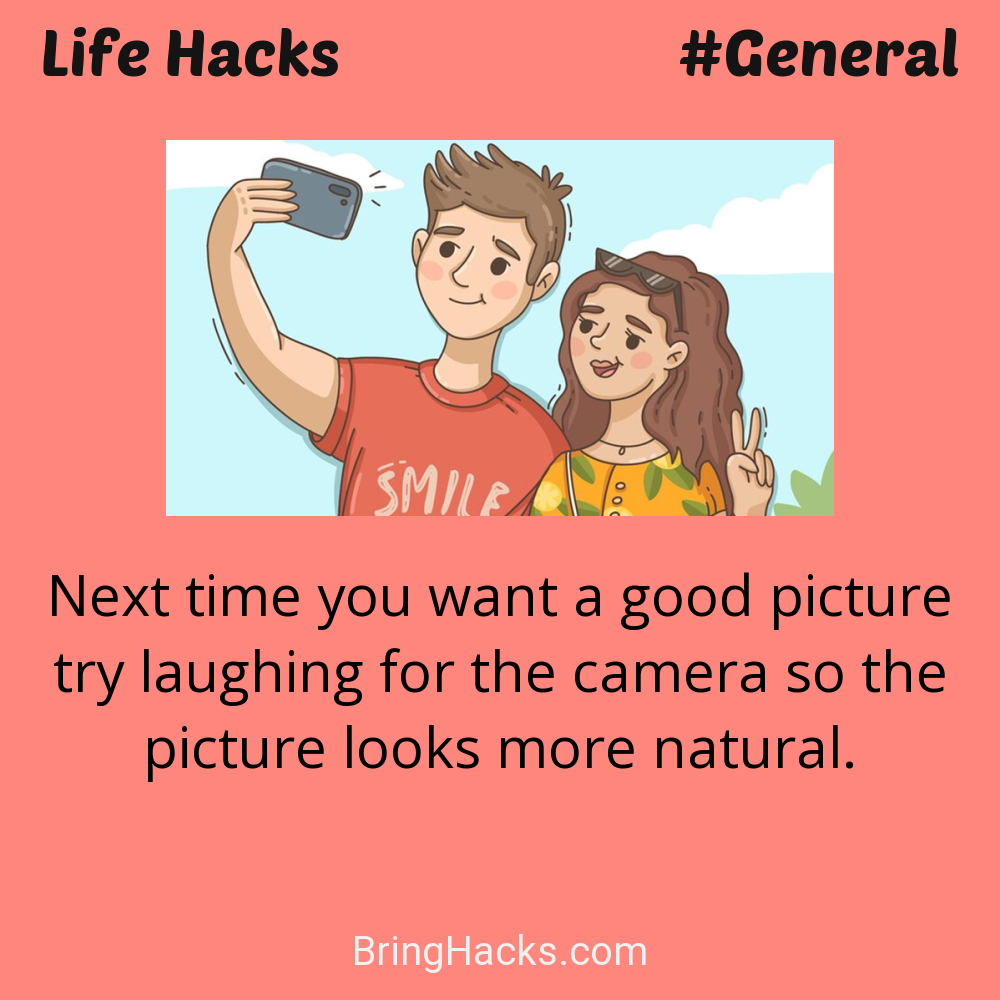 Life Hacks #General
SMILE
Next time you want a good picture
try laughing for the camera so the
picture looks more natural.
BringHacks.com